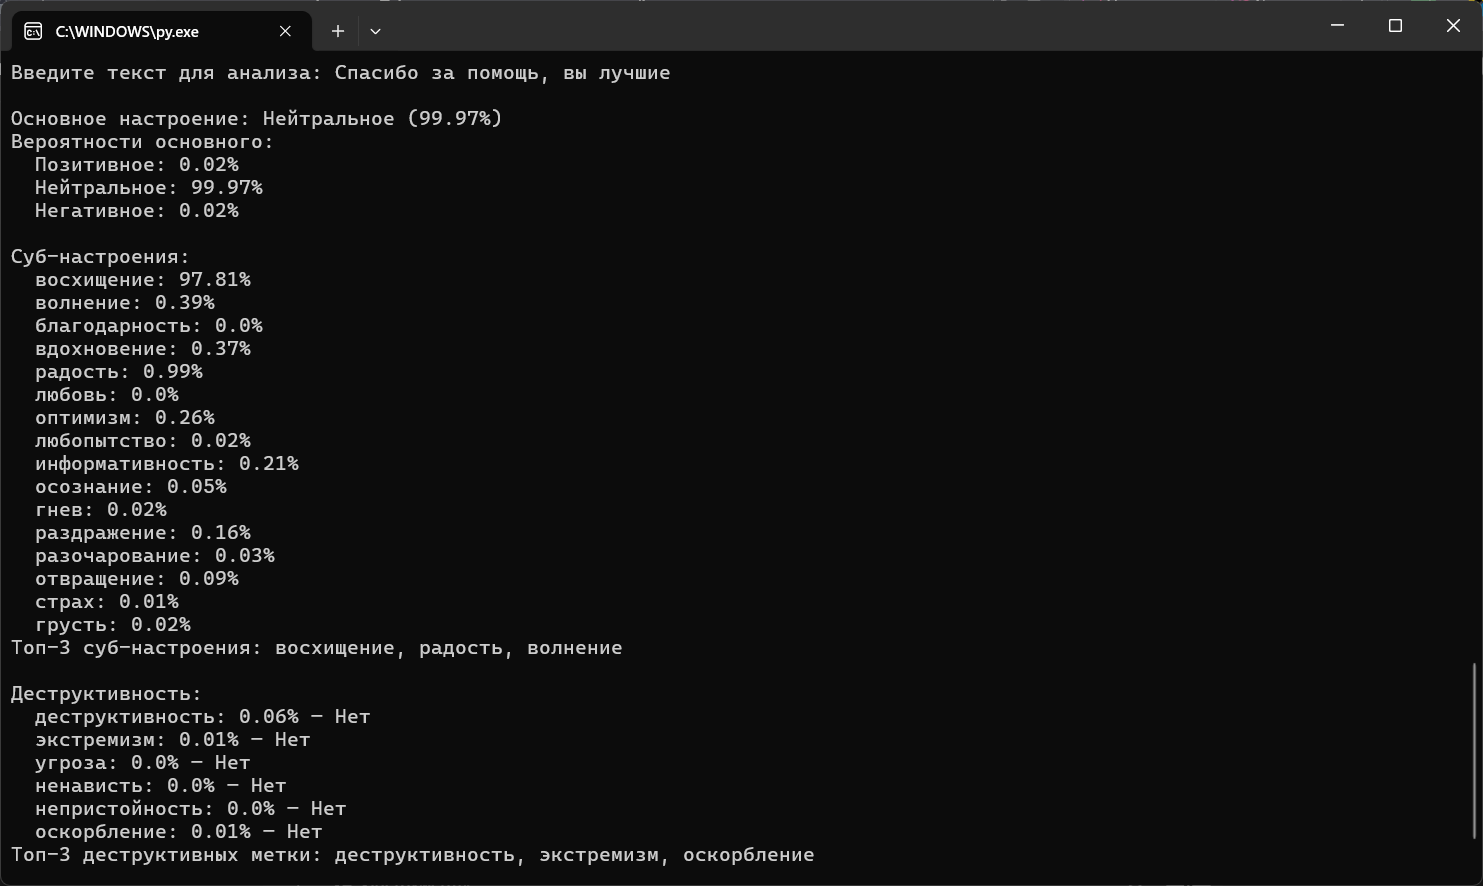 C:\WINDOWS\py.exe
Введите текст для анализа: Спасибо за помощь, вы лучшие
Основное настроение: Нейтральное (99.97%)
Вероятности основного:
Позитивное: 0.02%
Нейтральное: 99.97%
Негативное: 0.02%
Суб-настроения:
восхищение: 97.81%
волнение: 0.39%
благодарность: 0.0%
вдохновение: 0.37%
радость: 0.99%
любовь: 0.0%
оптимизм: 0.26%
любопытство: 0.02%
информативность: 0.21%
осознание: 0.05%
гнев: 0.02%
раздражение: 0.16%
разочарование: 0.03%
отвращение: 0.09%
страх: 0.01%
грусть: 0.02%
Топ-3 суб-настроения: восхищение, радость, волнение
Деструктивность:
деструктивность: 0.06% — Нет
экстремизм: 0.01% — Нет
угроза: 0.0% — Нет
ненависть: 0.0% — Нет
непристойность: 0.0% — Нет
оскорбление: 0.01% — Нет
Топ-3 деструктивных метки: деструктивность, экстремизм, оскорбление